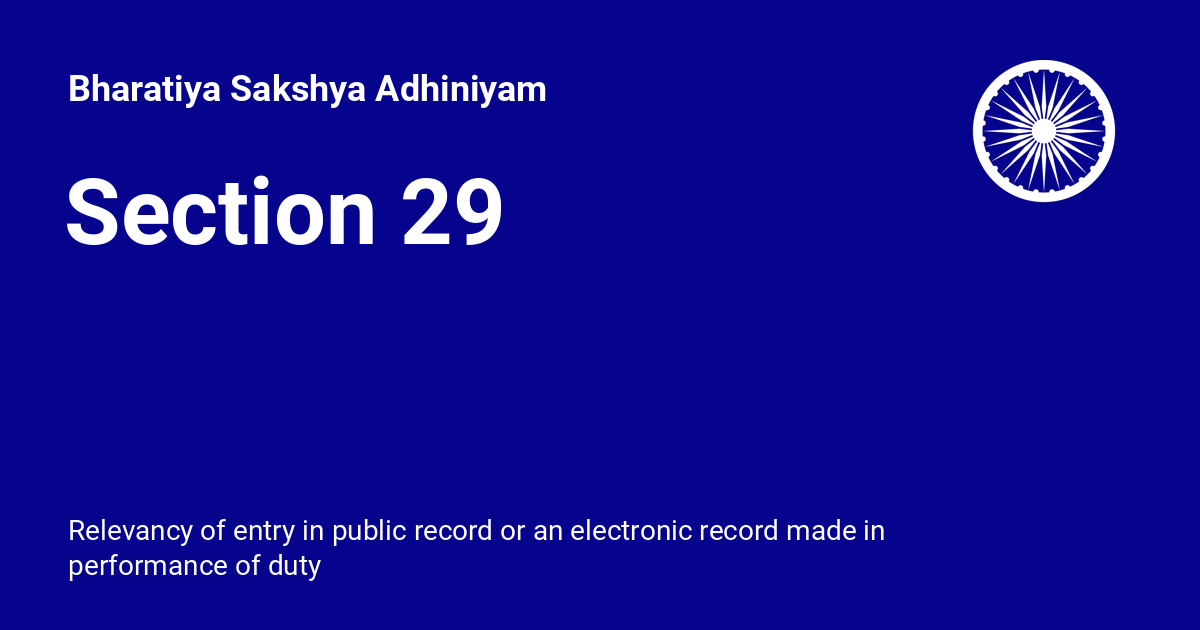 Bharatiya Sakshya Adhiniyam
Section 29
Relevancy of entry in public record or an electronic record made in
performance of duty